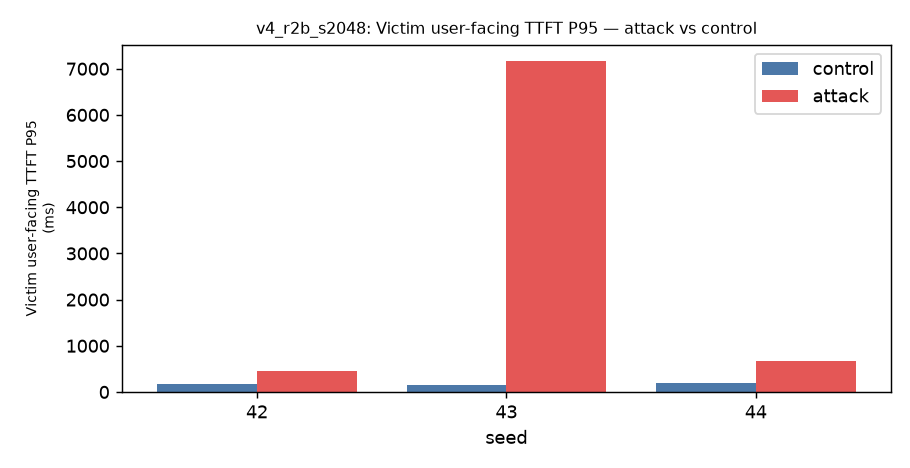 v4_r2b_s2048: Victim user-facing TTFT P95 — attack vs control
Victim user-facing TTFT P95
(ms)
7000
6000
5000
4000
3000
2000
1000
0
control
attack
42
43
44
seed